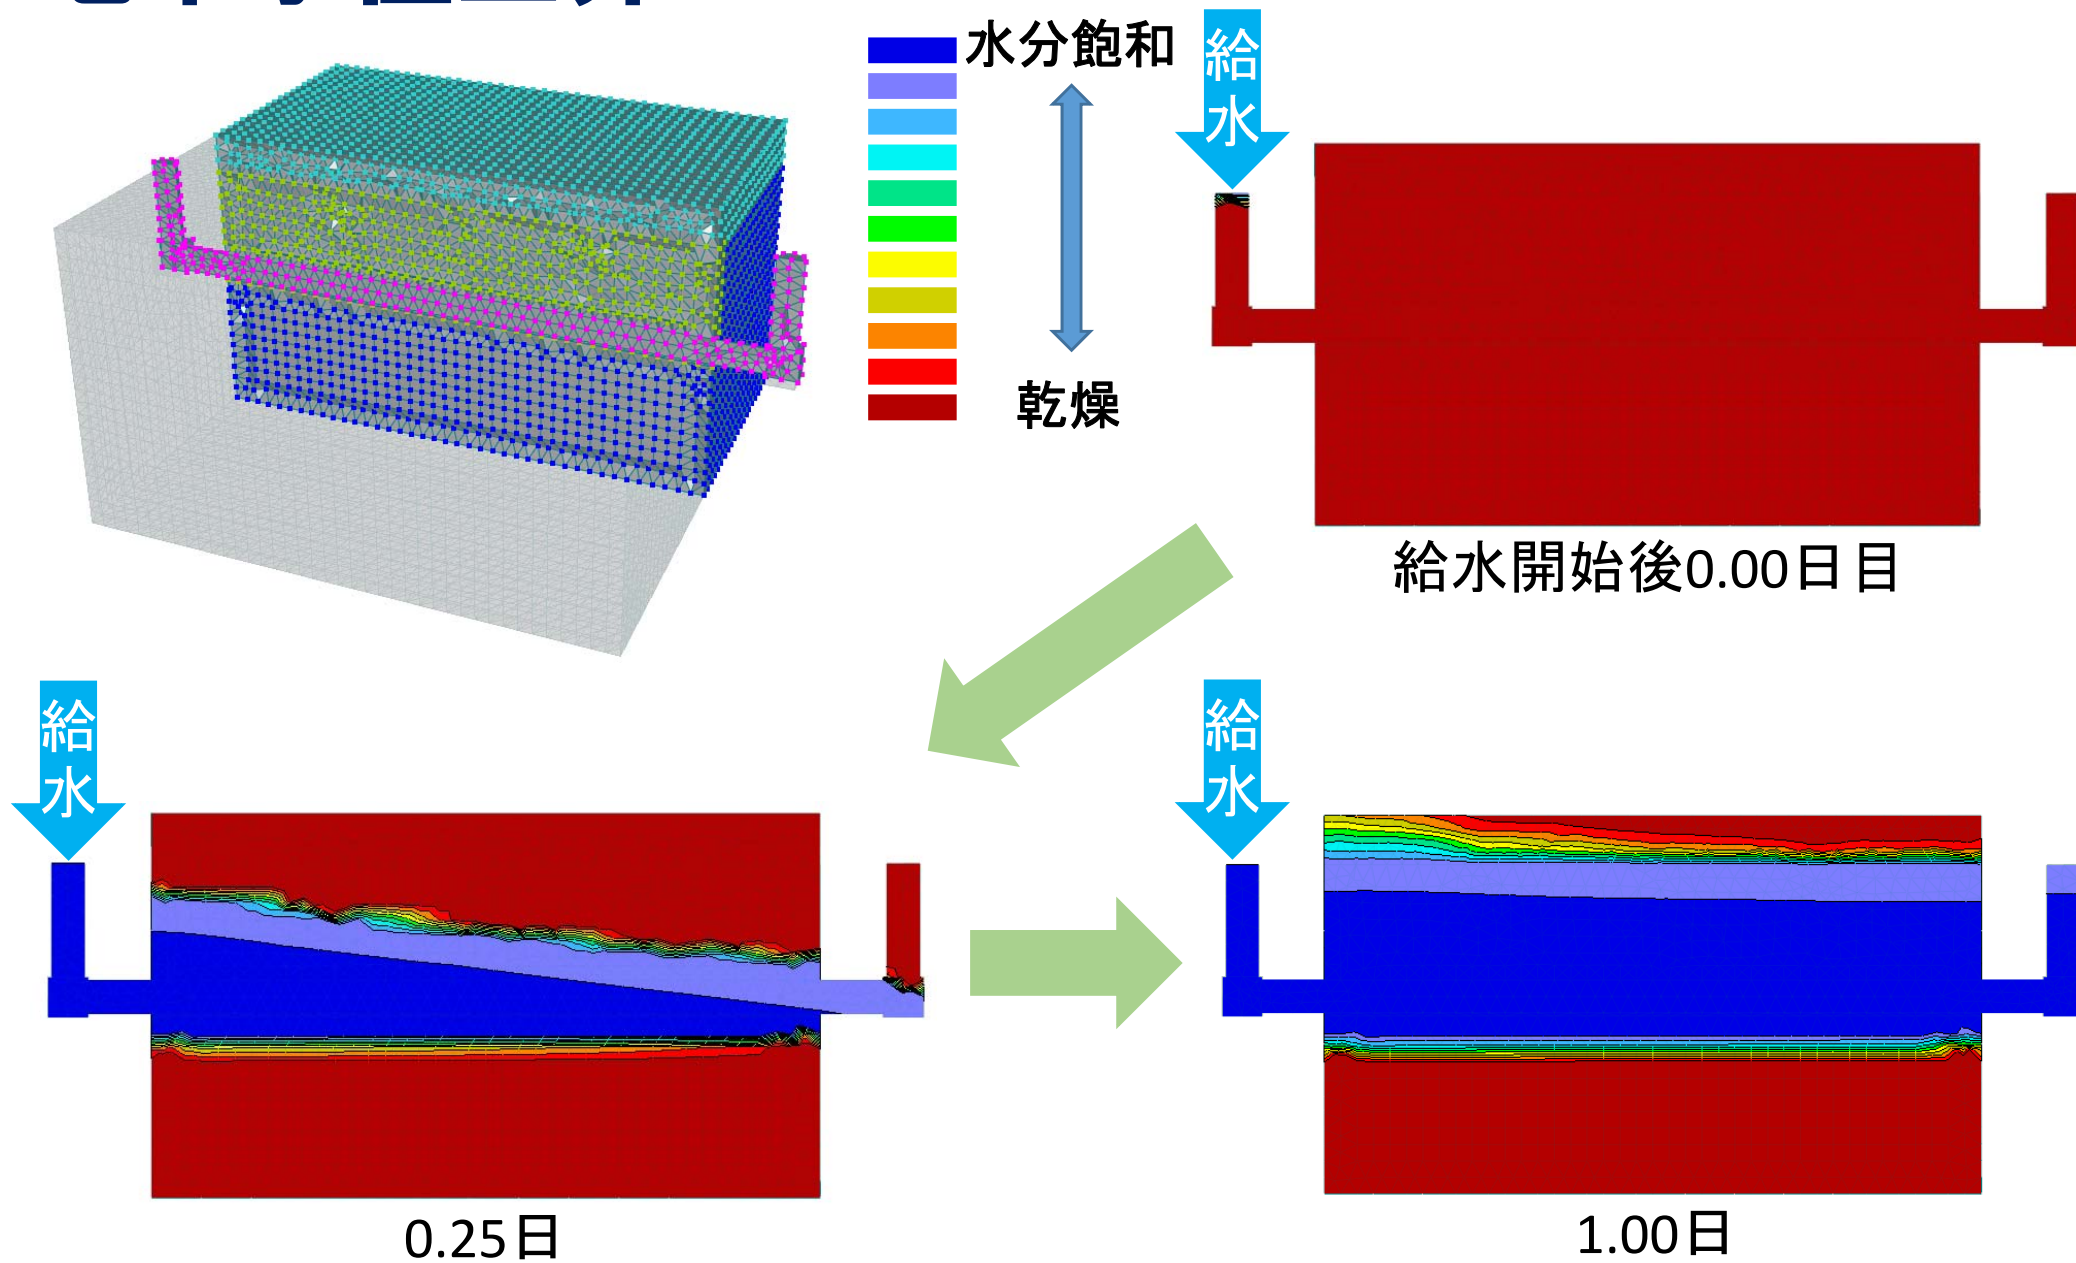 水分飽和
乾燥
給水
給水開始後0.00日目
給水
0.25日
給水
1.00日